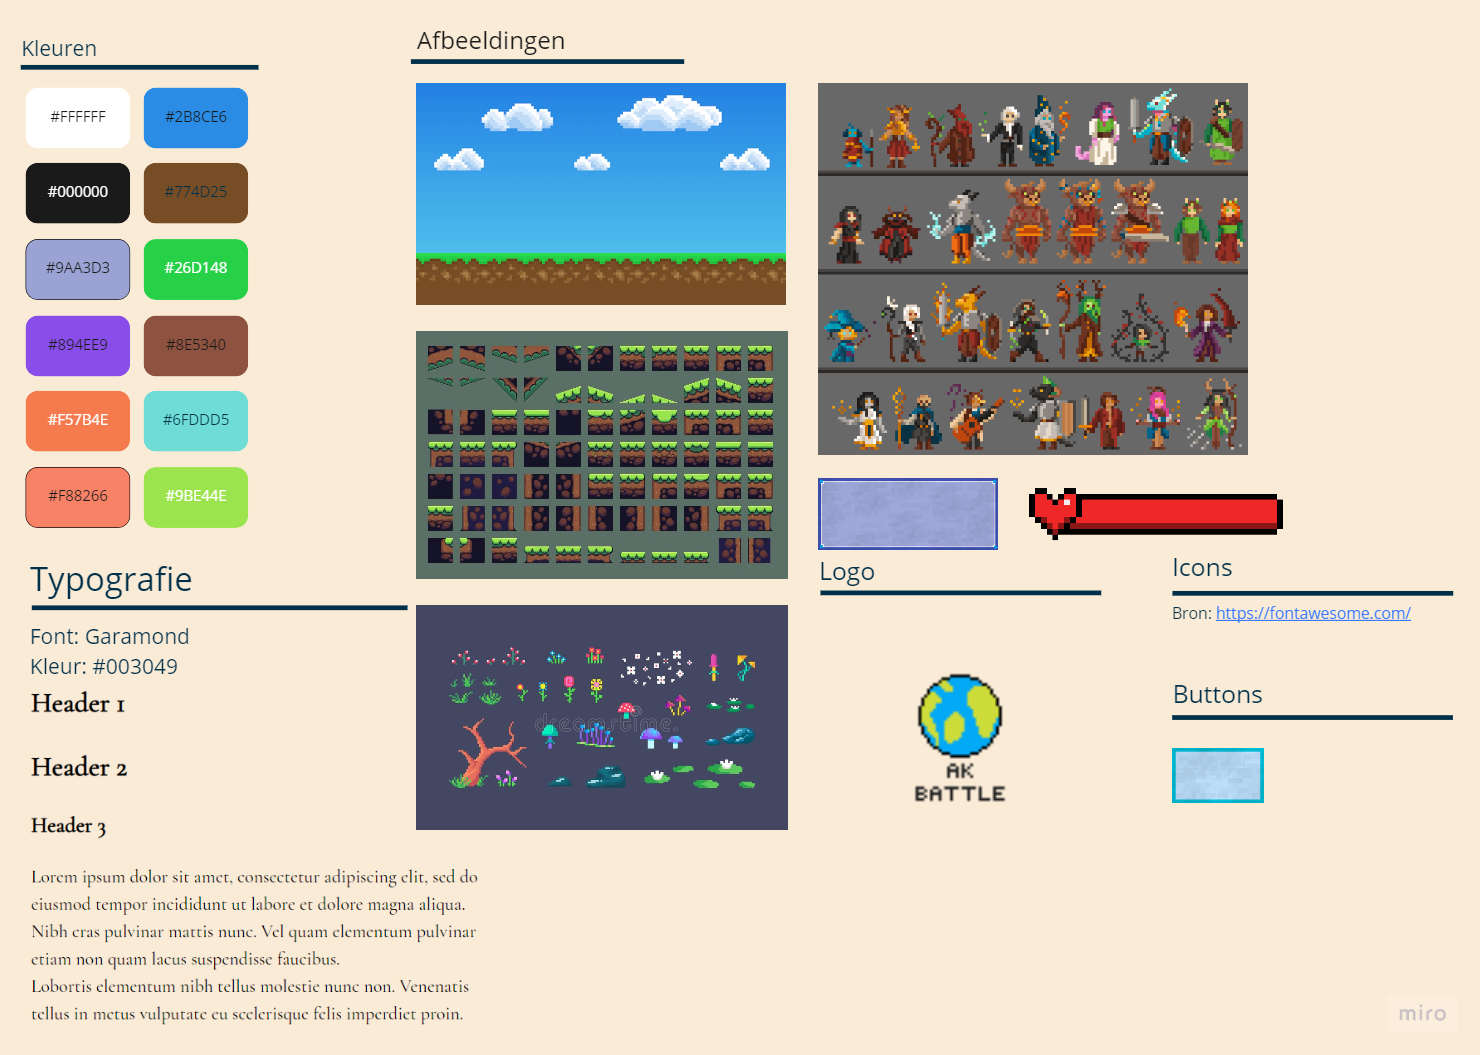 Kleuren
#FFFFFF
#2B8CE6
#000000
#774D25
#9AA3D3
#26D148
#894EE9
#8E5340
#F57B4E
#6FDDD5
#F88266
#9BE44E
Typografie
Font: Garamond
Kleur: #003049
Header 1
Header 2
Header 3
Lorem ipsum dolor sit amet, consectetur adipiscing elit, sed do
eiusmod tempor incididunt ut labore et dolore magna aliqua.
Nibh cras pulvinar mattis nunc. Vel quam elementum pulvinar
etiam non quam lacus suspendisse faucibus.
Lobortis elementum nibh tellus molestie nunc non. Venenatis
tellus in metus vulputate eu scelerisque felis imperdiet proin.
Afbeeldingen
dreamstime.
Logo
AK
BATTLE
Icons
Bron: https://fontawesome.com/
Buttons
miro